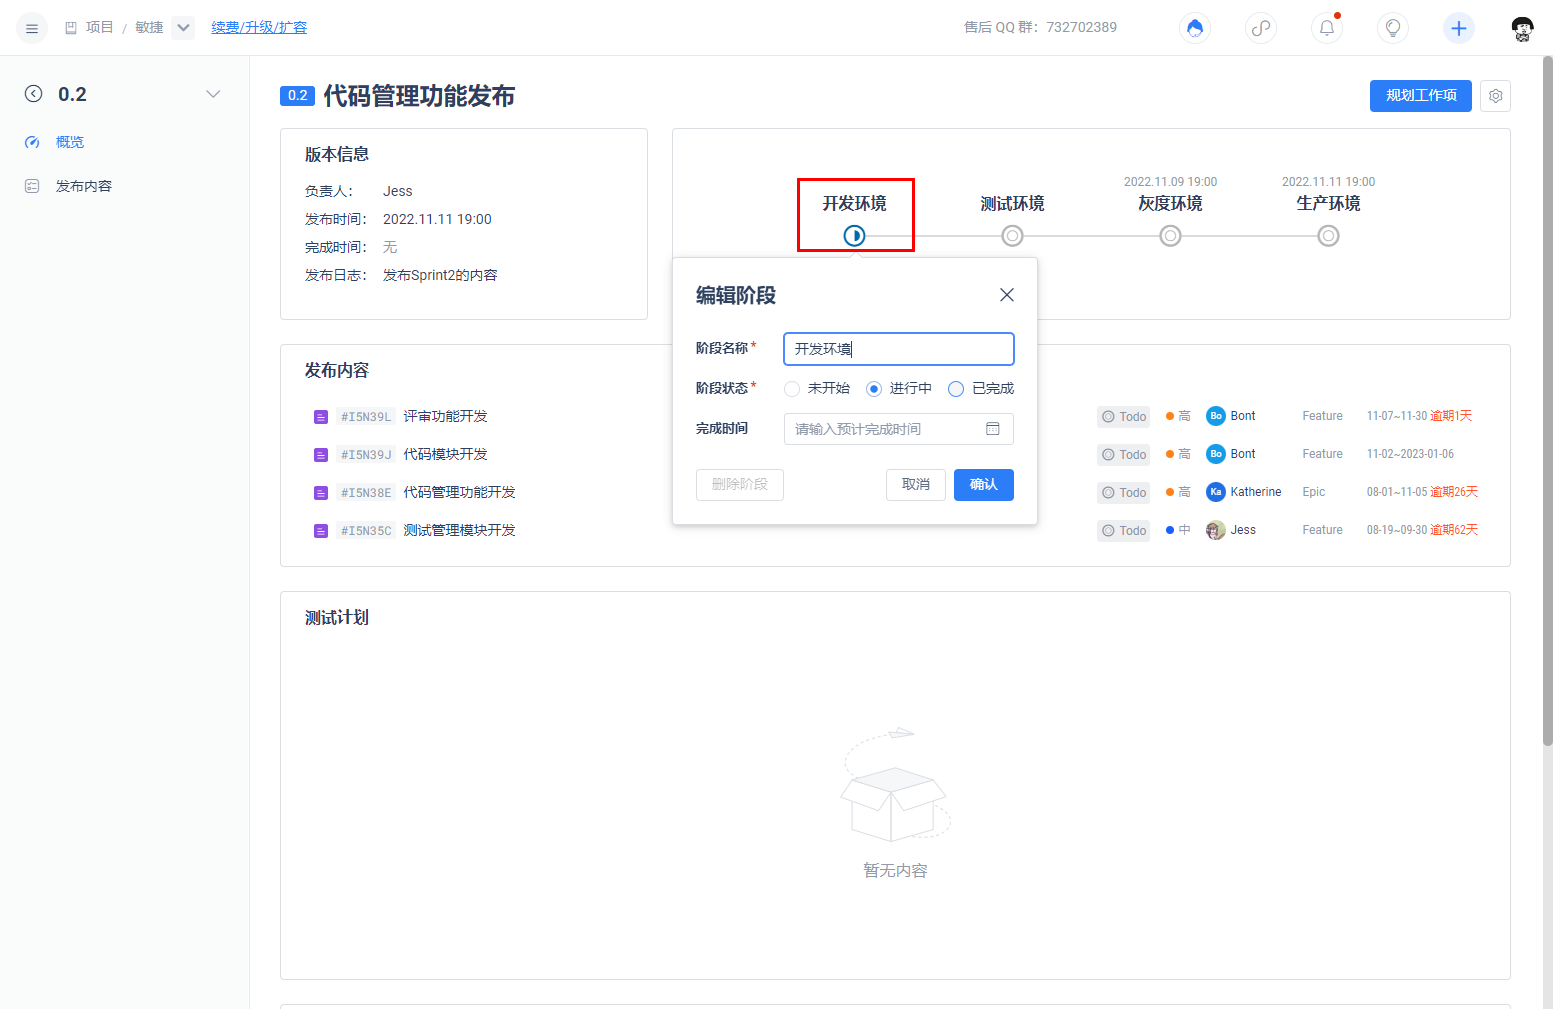 项目 / 敏捷 续费/升级/扩容 售后 QQ 群：732702389
0.2
概览
发布内容
0.2 代码管理功能发布 规划工作项
版本信息
负责人： Jess
发布时间： 2022.11.11 19:00
完成时间： 无
发布日志： 发布Sprint2的内容
2022.11.09 19:00 2022.11.11 19:00
开发环境 测试环境 灰度环境 生产环境
编辑阶段
阶段名称* 开发环境
阶段状态* 未开始 进行中 已完成
完成时间 请输入预计完成时间
删除阶段 取消 确认
发布内容
#I5N39L 评审功能开发 Todo 高 Bo Bont Feature 11-07~11-30 逾期1天
#I5N39J 代码模块开发 Todo 高 Bo Bont Feature 11-02~2023-01-06
#I5N38E 代码管理功能开发 Todo 高 Ka Katherine Epic 08-01~11-05 逾期26天
#I5N35C 测试管理模块开发 Todo 中 Jess Feature 08-19~09-30 逾期62天
测试计划
暂无内容